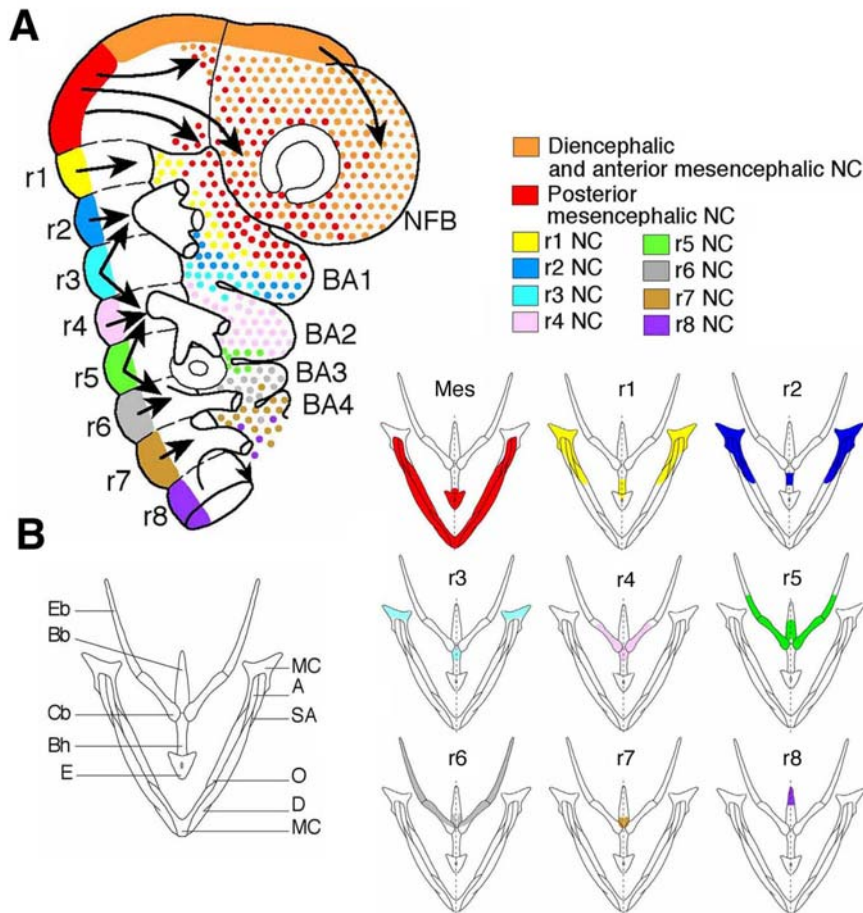 A
r1
r2
r3
r4
r5
r6
r7
r8
NFB
BA1
BA2
BA3
BA4
Diencephalic
and anterior mesencephalic NC
Posterior
mesencephalic NC
r1 NC
r2 NC
r3 NC
r4 NC
r5 NC
r6 NC
r7 NC
r8 NC
B
Eb
Bb
Cb
Bh
E
MC
A
SA
O
D
MC
Mes
r1
r2
r3
r4
r5
r6
r7
r8